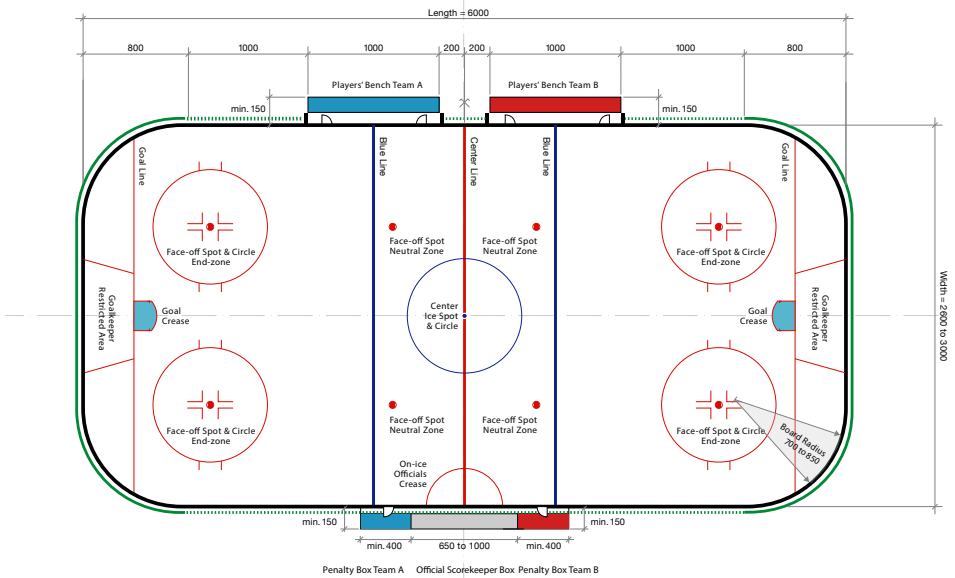 Length = 6000
800
1000
1000
200
200
1000
1000
800
Players' Bench Team A
Players' Bench Team B
min. 150
min. 150
Goal Line
Blue Line
Center Line
Blue Line
Goal Line
Face-off Spot & Circle
End-zone
Face-off Spot
Neutral Zone
Face-off Spot
Neutral Zone
Face-off Spot & Circle
End-zone
Goalkeeper
Restricted Area
Goal
Crease
Center
Ice Spot
& Circle
Goal
Crease
Goalkeeper
Restricted Area
Width = 2600 to 3000
Face-off Spot & Circle
End-zone
Face-off Spot
Neutral Zone
Face-off Spot
Neutral Zone
Face-off Spot & Circle
End-zone
Board Radius
700 to 850
On-ice
Officials
Crease
min. 150
min. 150
min. 400
650 to 1000
min. 400
Penalty Box Team A
Official Scorekeeper Box
Penalty Box Team B